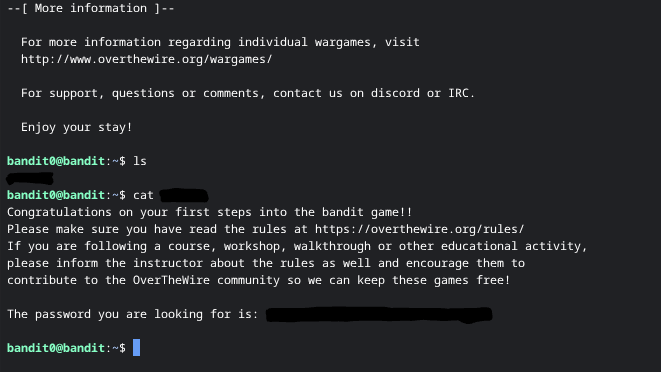 --[ More information ]--
For more information regarding individual wargames, visit
http://www.overthewire.org/wargames/
For support, questions or comments, contact us on discord or IRC.
Enjoy your stay!
bandit0@bandit:~$ ls
bandit0@bandit:~$ cat
Congratulations on your first steps into the bandit game!!
Please make sure you have read the rules at https://overthewire.org/rules/
If you are following a course, workshop, walkthrough or other educational activity,
please inform the instructor about the rules as well and encourage them to
contribute to the OverTheWire community so we can keep these games free!
The password you are looking for is:
bandit0@bandit:~$